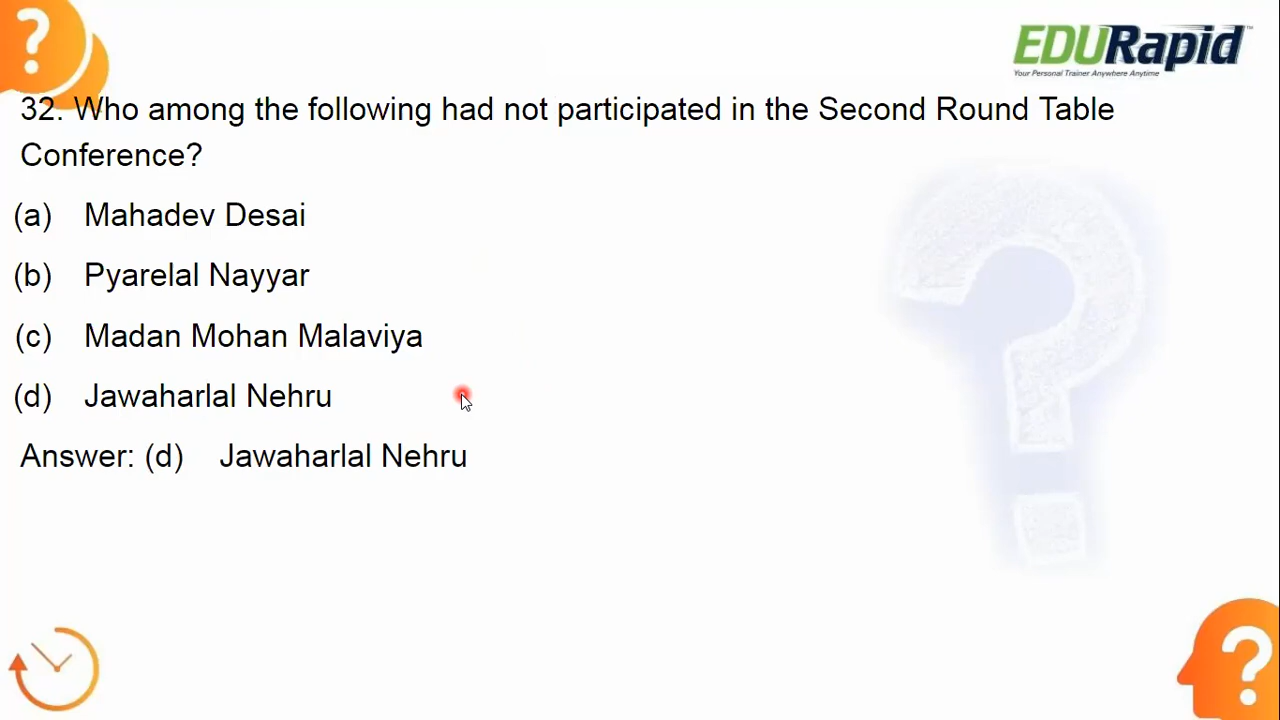 EDURapid™
Your Personal Trainer Anywhere Anytime
32. Who among the following had not participated in the Second Round Table
Conference?
(a) Mahadev Desai
(b) Pyarelal Nayyar
(c) Madan Mohan Malaviya
(d) Jawaharlal Nehru
Answer: (d) Jawaharlal Nehru